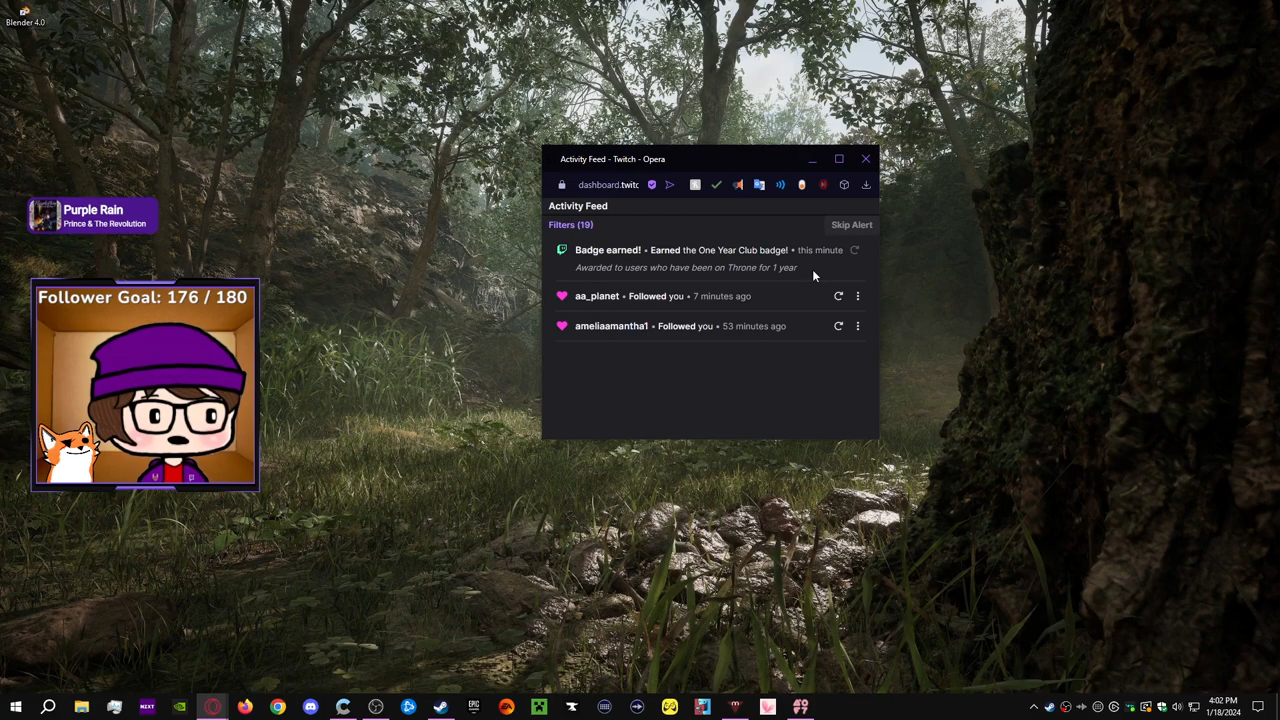 Blender 4.0
Activity Feed - Twitch - Opera
dashboard.twitc
Activity Feed
Filters (19)
Skip Alert
Badge earned! • Earned the One Year Club badge! • this minute
Awarded to users who have been on Throne for 1 year
aa_planet • Followed you • 7 minutes ago
ameliaamantha1 • Followed you • 53 minutes ago
Purple Rain
Prince & The Revolution
Follower Goal: 176 / 180
NZXT
EPIC
4:02 PM
1/18/2024